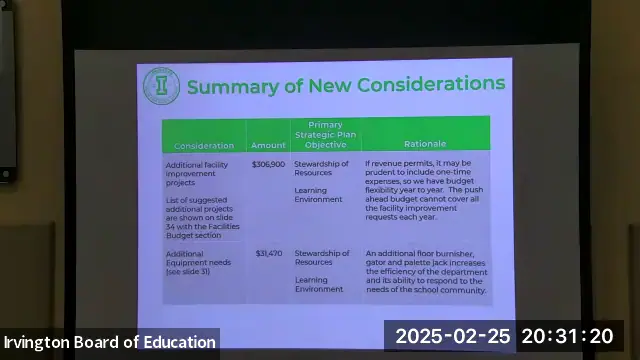 I
Summary of New Considerations
Consideration
Amount
Primary
Strategic Plan
Objective
Rationale
Additional facility
improvement
projects
List of suggested
additional projects
are shown on slide
34 with the Facilities
Budget section
$306,900
Stewardship of
Resources
Learning
Environment
If revenue permits, it may be
prudent to include one-time
expenses, so we have budget
flexibility year to year. The push
ahead budget cannot cover all
the facility improvement
requests each year.
Additional
Equipment needs
(see slide 31)
$31,470
Stewardship of
Resources
Learning
Environment
An additional floor burnisher,
gator and palette jack increases
the efficiency of the department
and its ability to respond to the
needs of the school community.
Irvington Board of Education
2025-02-25 20:31:20